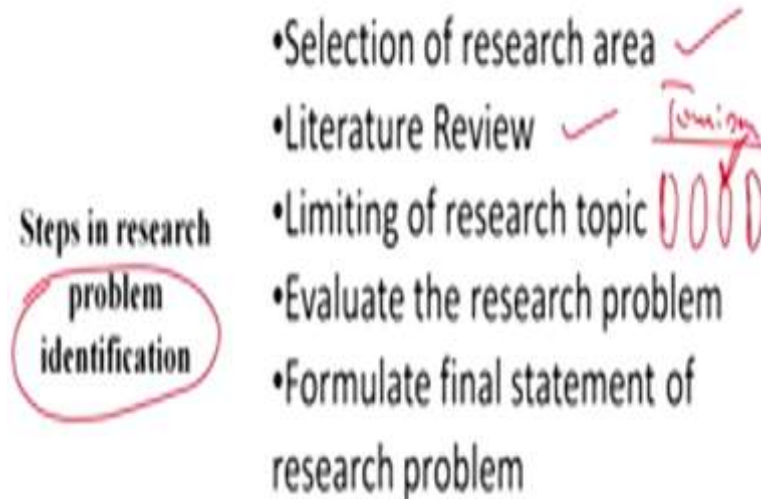 •Selection of research area
•Literature Review
Tourism
•Limiting of research topic
Steps in research
problem
identification
•Evaluate the research problem
•Formulate final statement of
research problem